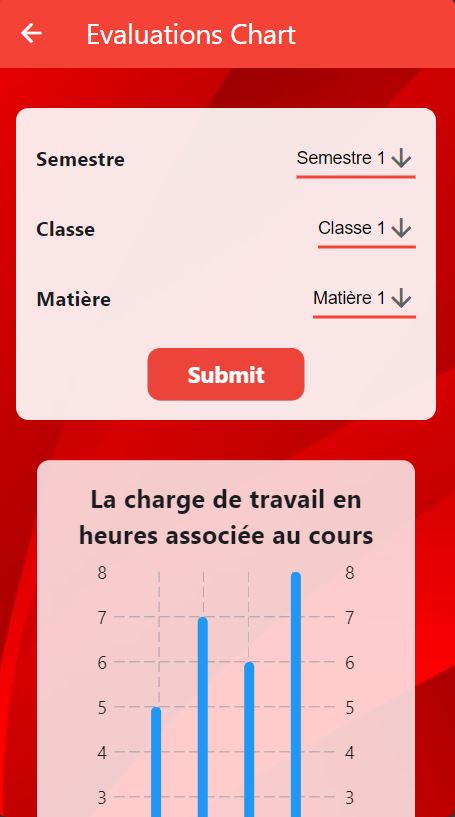 Evaluations Chart
Semestre Semestre 1
Classe Classe 1
Matière Matière 1
Submit
La charge de travail en
heures associée au cours
8 8
7 7
6 6
5 5
4 4
3 3